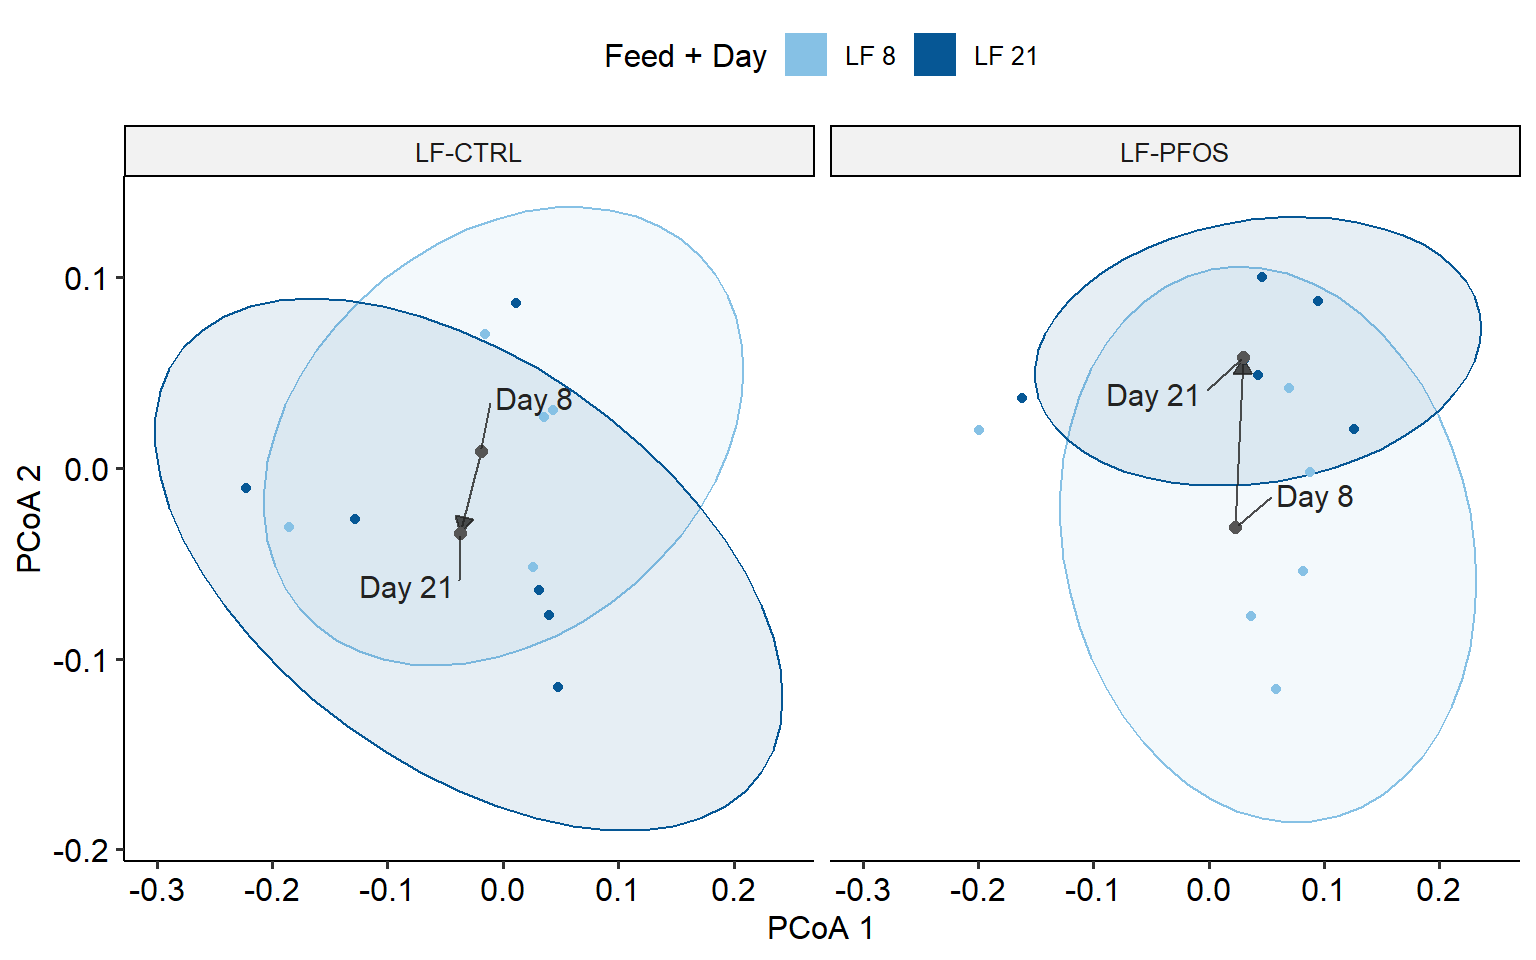 Feed + Day LF 8 LF 21
LF-CTRL
LF-PFOS
PCoA 2
0.1
0.0
-0.1
-0.2
Day 8
Day 21
Day 21
Day 8
-0.3 -0.2 -0.1 0.0 0.1 0.2
-0.3 -0.2 -0.1 0.0 0.1 0.2
PCoA 1